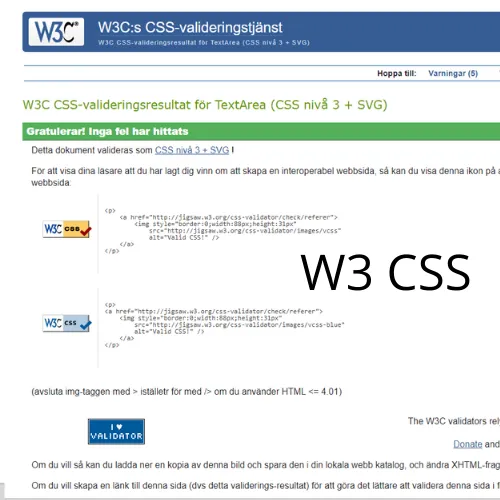 W3C® W3C:s CSS-valideringstjänst
W3C CSS-valideringsresultat för TextArea (CSS nivå 3 + SVG)
Hoppa till: Varningar (5)
W3C CSS-valideringsresultat för TextArea (CSS nivå 3 + SVG)
Gratulerar! Inga fel har hittats
Detta dokument valideras som CSS nivå 3 + SVG !
För att visa dina läsare att du har lagt dig vinn om att skapa en interoperabel webbsida, så kan du visa denna ikon på
webbsida:
W3C css
<p>
<a href="http://jigsaw.w3.org/css-validator/check/referer">
<img style="border:0;width:88px;height:31px"
src="http://jigsaw.w3.org/css-validator/images/vcss"
alt="Valid CSS!" />
</a>
</p>
W3 CSS
W3C css
<p>
<a href="http://jigsaw.w3.org/css-validator/check/referer">
<img style="border:0;width:88px;height:31px"
src="http://jigsaw.w3.org/css-validator/images/vcss-blue"
alt="Valid CSS!" />
</a>
</p>
(avsluta img-taggen med > iställetr för med /> om du använder HTML <= 4.01)
I ♥
VALIDATOR
The W3C validators rel
Donate and
Om du vill så kan du ladda ner en kopia av denna bild och spara den i din lokala webb katalog, och ändra XHTML-frag
Om du vill skapa en länk till denna sida (dvs detta validerings-resultat) för att göra det lättare att validera denna sida i f